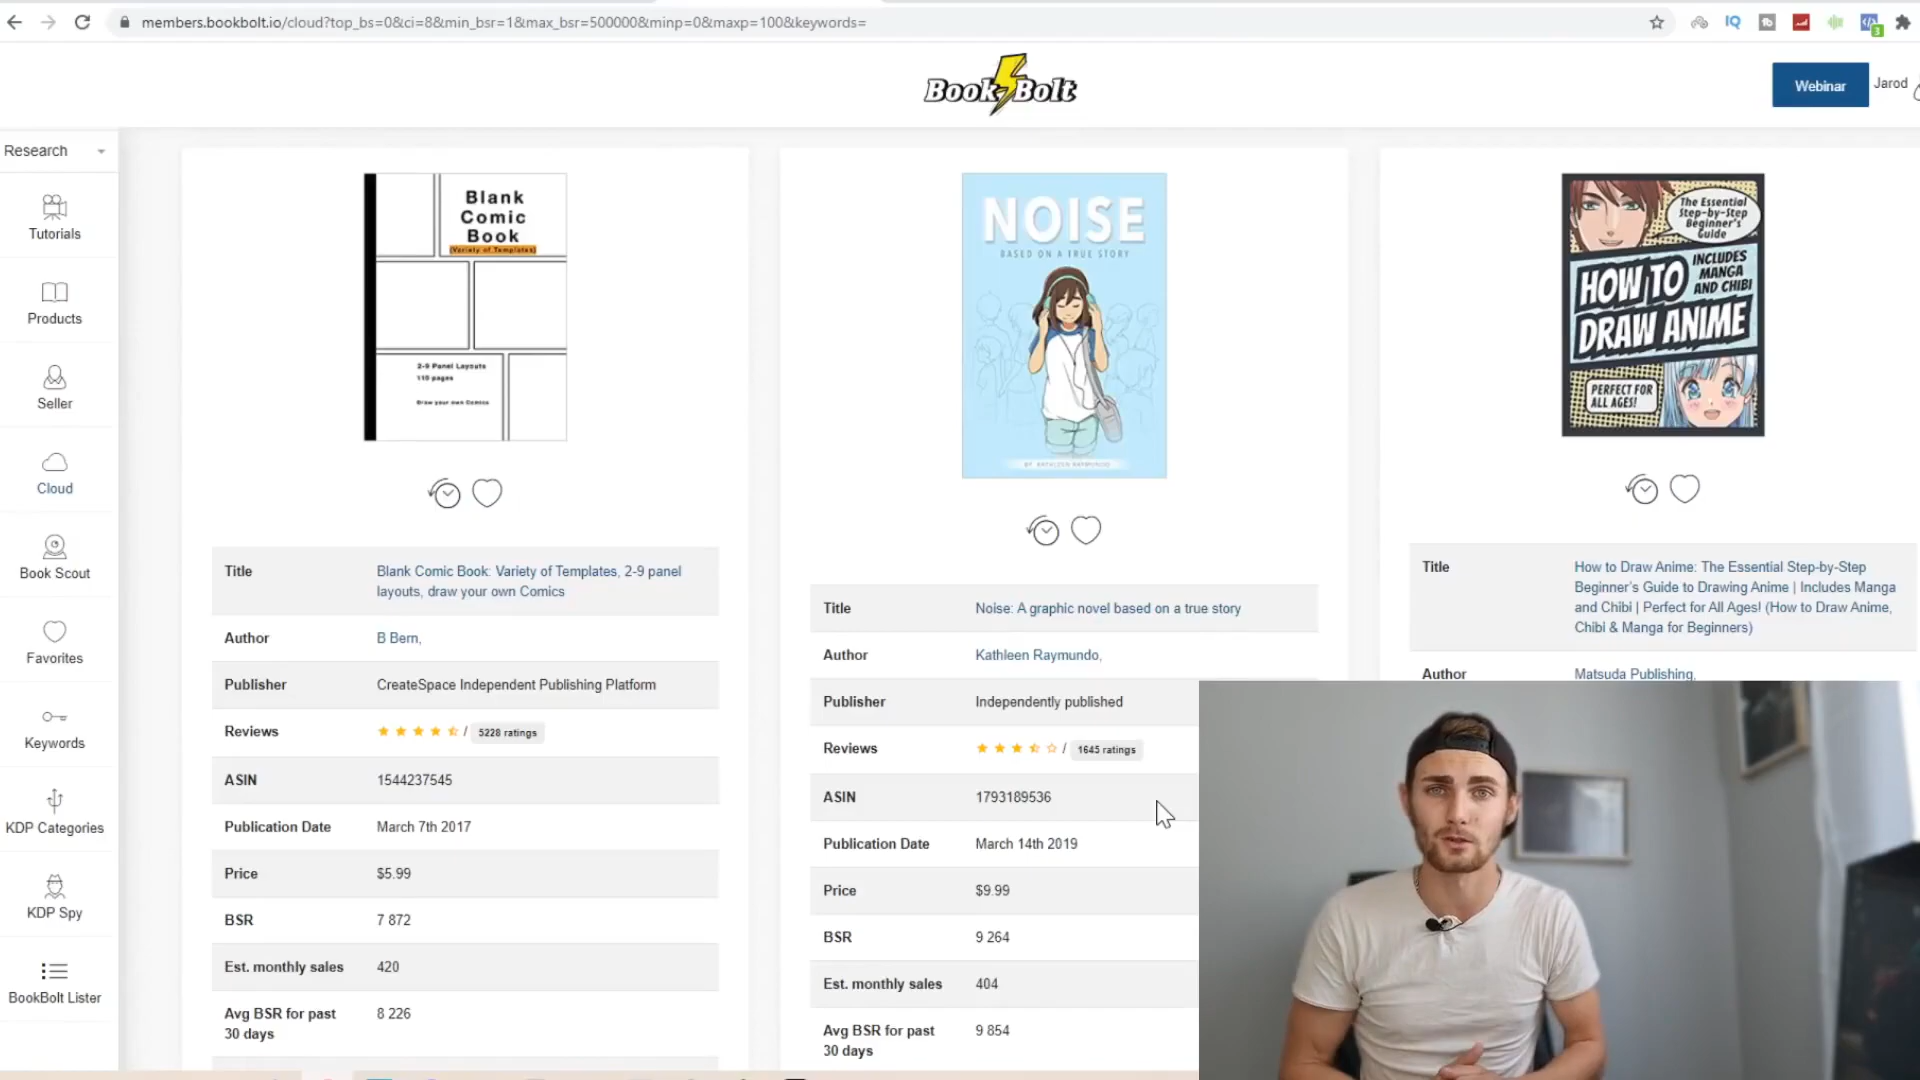 members.bookbolt.io/cloud?top_bs=0&ci=8&min_bsr=1&max_bsr=500000&minp=0&maxp=100&keywords=
IQ
3
Book Bolt
Webinar
Jarod
Research
Tutorials
Products
Seller
Cloud
Book Scout
Favorites
Keywords
KDP Categories
KDP Spy
BookBolt Lister
Blank
Comic
Book
(Variety of Templates)
2-9 Panel Layouts
110 pages
Draw your own Comics
Title
Blank Comic Book: Variety of Templates, 2-9 panel
layouts, draw your own Comics
Author
B Bern,
Publisher
CreateSpace Independent Publishing Platform
Reviews
/ 5228 ratings
ASIN
1544237545
Publication Date
March 7th 2017
Price
$5.99
BSR
7 872
Est. monthly sales
420
Avg BSR for past
30 days
8 226
NOISE
BASED ON A TRUE STORY
BY KATHLEEN RAYMUNDO
Title
Noise: A graphic novel based on a true story
Author
Kathleen Raymundo,
Publisher
Independently published
Reviews
/ 1645 ratings
ASIN
1793189536
Publication Date
March 14th 2019
Price
$9.99
BSR
9 264
Est. monthly sales
404
Avg BSR for past
30 days
9 854
The Essential
Step-by-Step
Beginner's
Guide
HOW TO
INCLUDES
MANGA
AND CHIBI
DRAW ANIME
PERFECT FOR
ALL AGES!
Title
How to Draw Anime: The Essential Step-by-Step
Beginner's Guide to Drawing Anime | Includes Manga
and Chibi | Perfect for All Ages! (How to Draw Anime,
Chibi & Manga for Beginners)
Author
Matsuda Publishing,